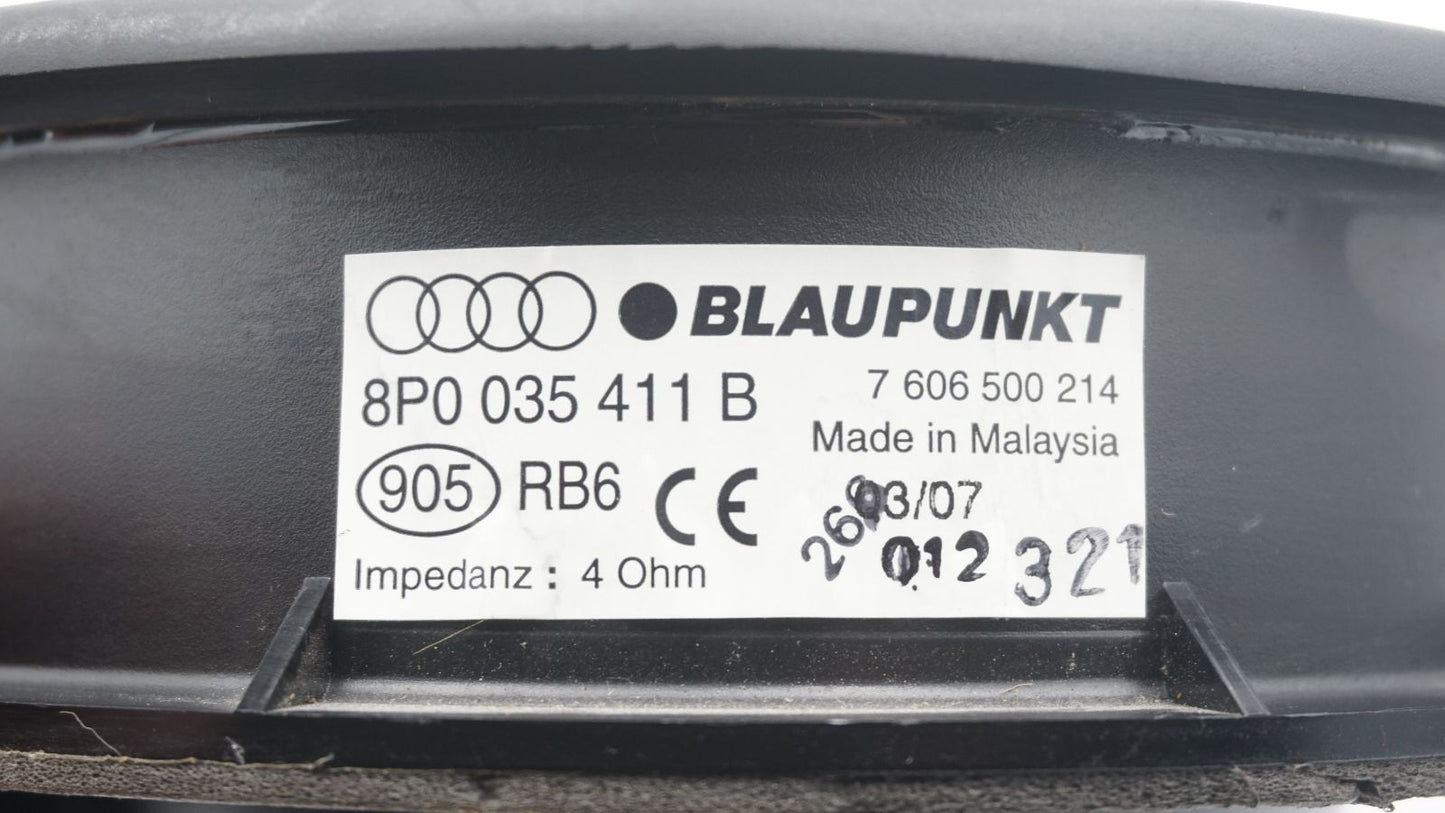 BLAUPUNKT
8P0 035 411 B
7 606 500 214
Made in Malaysia
905 RB6 CE
03/07
012 321
Impedanz : 4 Ohm